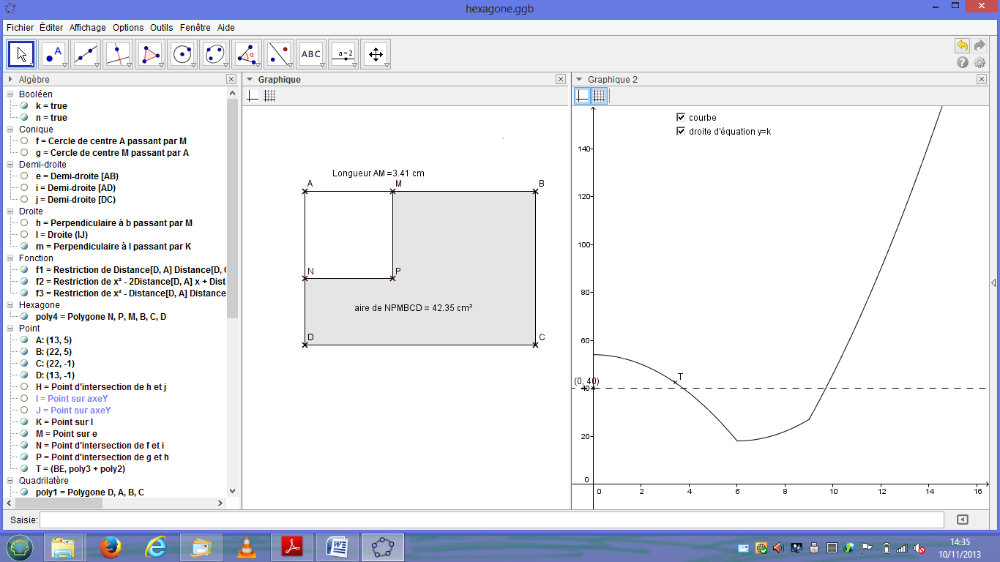 hexagone.ggb
Fichier Éditer Affichage Options Outils Fenêtre Aide
A
α
ABC
a=2
Algèbre
Booléen
k = true
n = true
Conique
f = Cercle de centre A passant par M
g = Cercle de centre M passant par A
Demi-droite
e = Demi-droite [AB)
i = Demi-droite [AD)
j = Demi-droite [DC)
Droite
h = Perpendiculaire à b passant par M
l = Droite (IJ)
m = Perpendiculaire à l passant par K
Fonction
f1 = Restriction de Distance[D, A] Distance[D, 
f2 = Restriction de x² - 2Distance[D, A] x + Dist
f3 = Restriction de x² - Distance[D, A] Distance
Hexagone
poly4 = Polygone N, P, M, B, C, D
Point
A: (13, 5)
B: (22, 5)
C: (22, -1)
D: (13, -1)
H = Point d'intersection de h et j
I = Point sur axeY
J = Point sur axeY
K = Point sur l
M = Point sur e
N = Point d'intersection de f et i
P = Point d'intersection de g et h
T = (BE, poly3 + poly2)
Quadrilatère
poly1 = Polygone D, A, B, C
Graphique
Longueur AM =3.41 cm
A M B
N P
aire de NPMBCD = 42.35 cm²
D C
Graphique 2
courbe
droite d'équation y=k
140
120
100
80
60
T
(0, 40)
40
20
0
0 2 4 6 8 10 12 14 16
Saisie:
14:35
10/11/2013